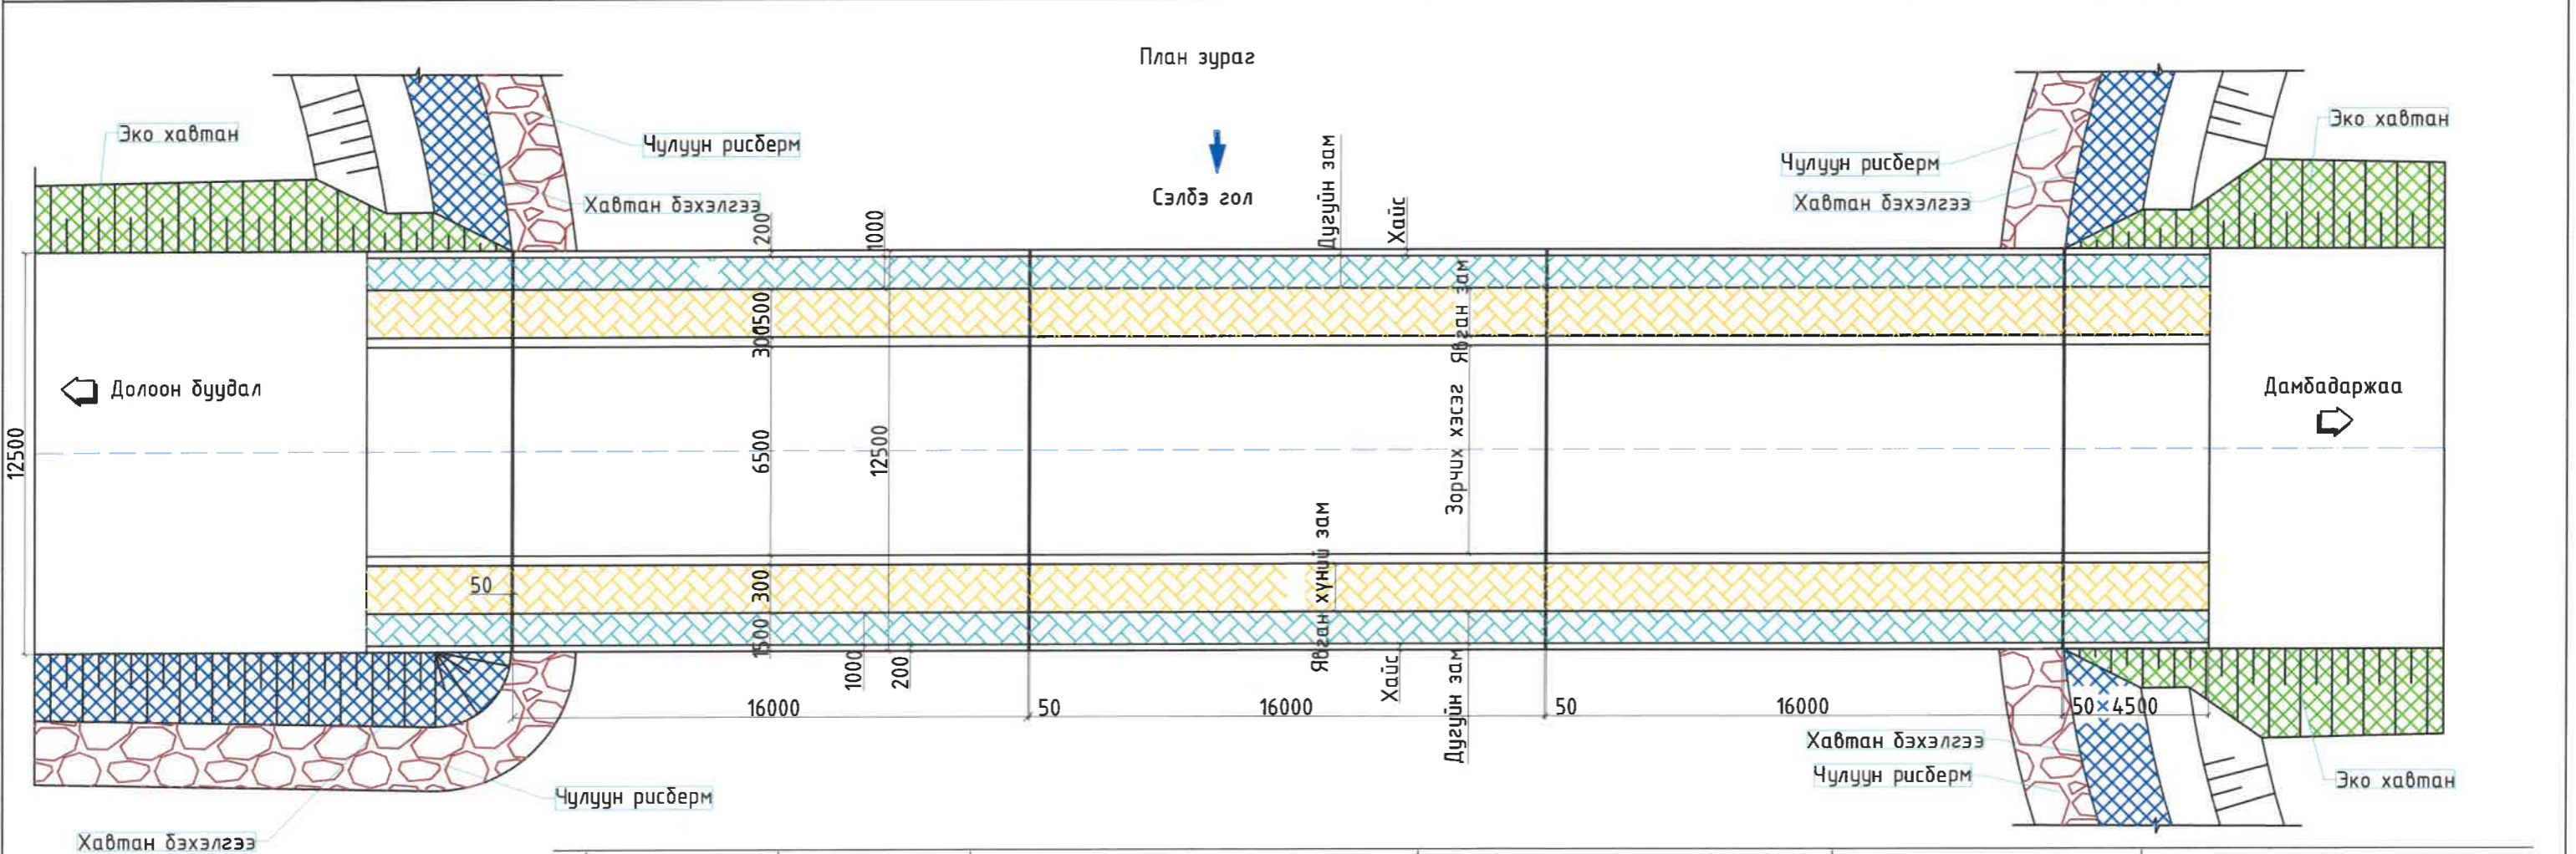 План зураг
Эко хавтан
Чулуун рисберм
Хавтан бэхэлгээ
Сэлбэ гол
Чулуун рисберм
Хавтан бэхэлгээ
Эко хавтан
200
1000
Дугуйн зам
Хайс
1500
300
Явган зам
Долоон буудал
Дамбадаржаа
12500
6500
12500
Зорчих хэсэг
50
300
1500
1000
200
Явган хүний зам
Хайс
Дугуйн зам
16000
50
16000
50
16000
50
4500
Хавтан бэхэлгээ
Чулуун рисберм
Эко хавтан
Чулуун рисберм
Хавтан бэхэлгээ